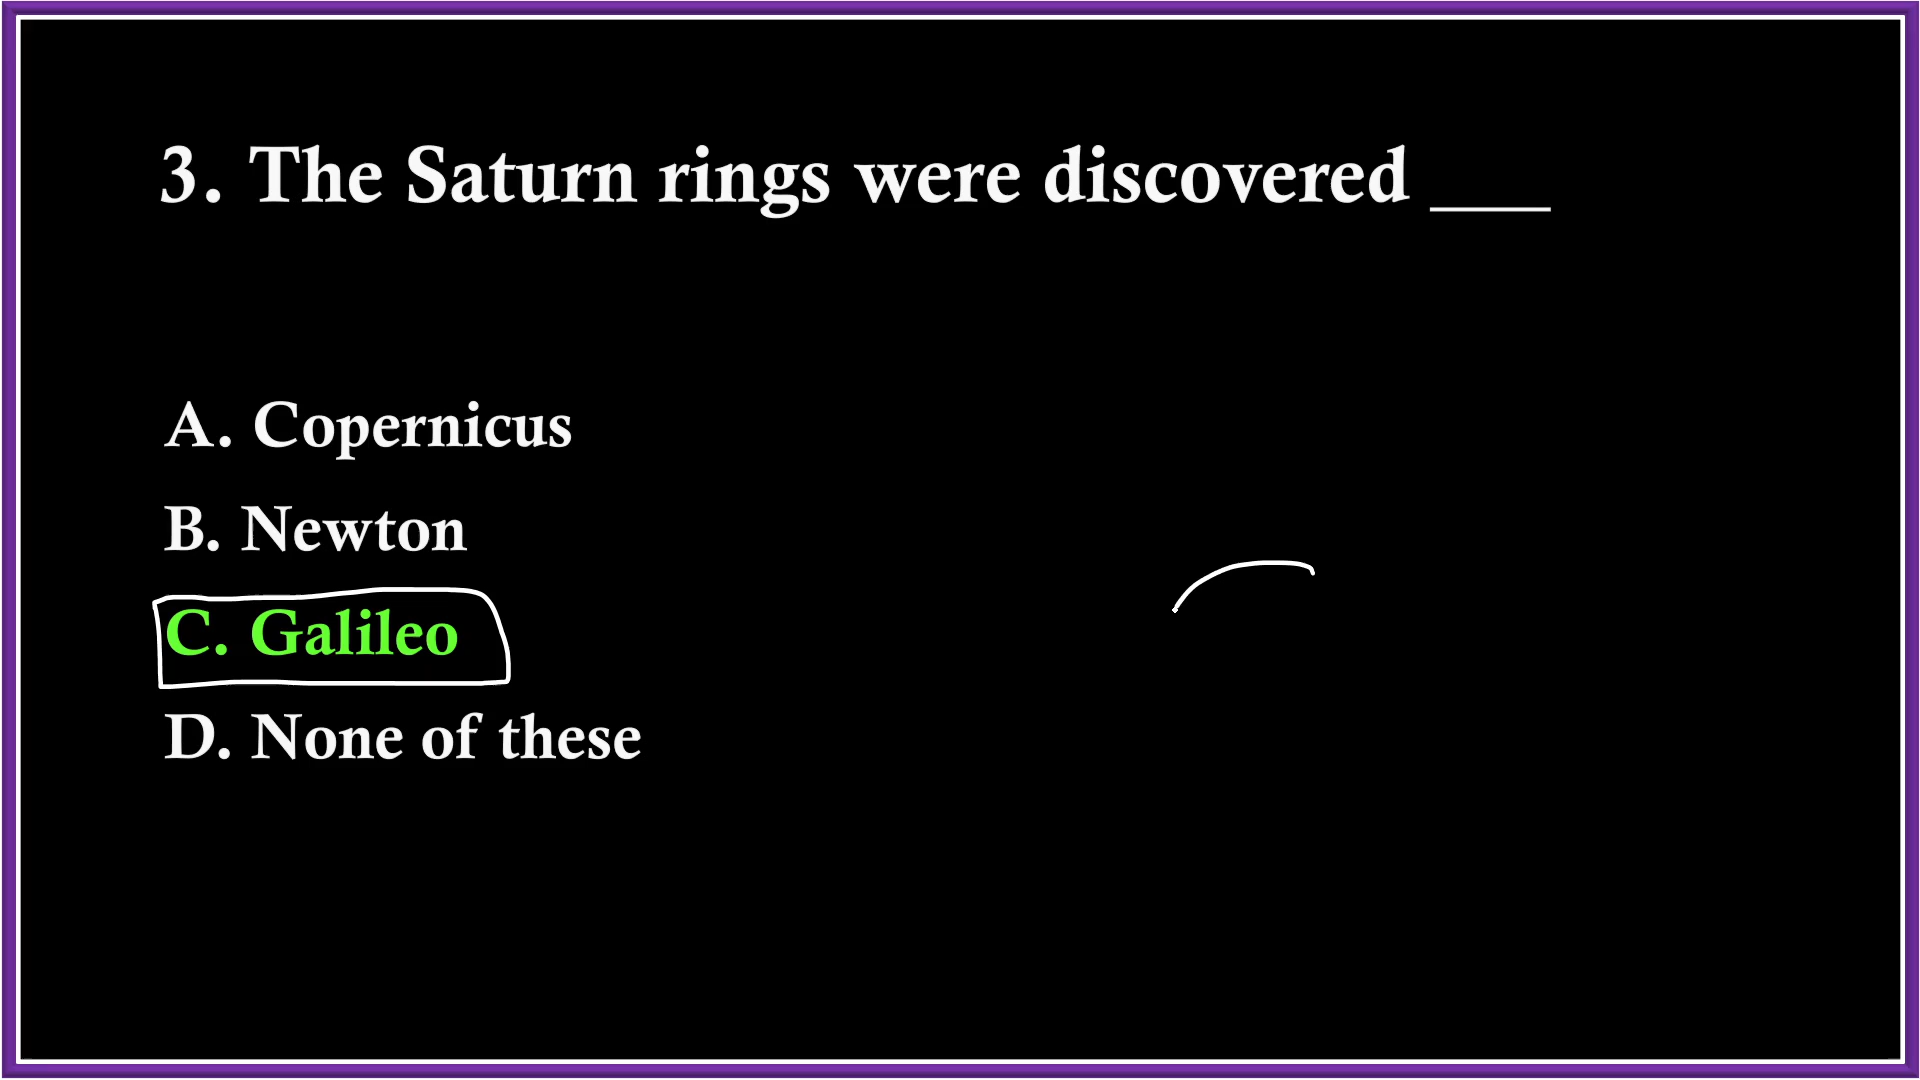 3. The Saturn rings were discovered ___
A. Copernicus
B. Newton
C. Galileo
D. None of these